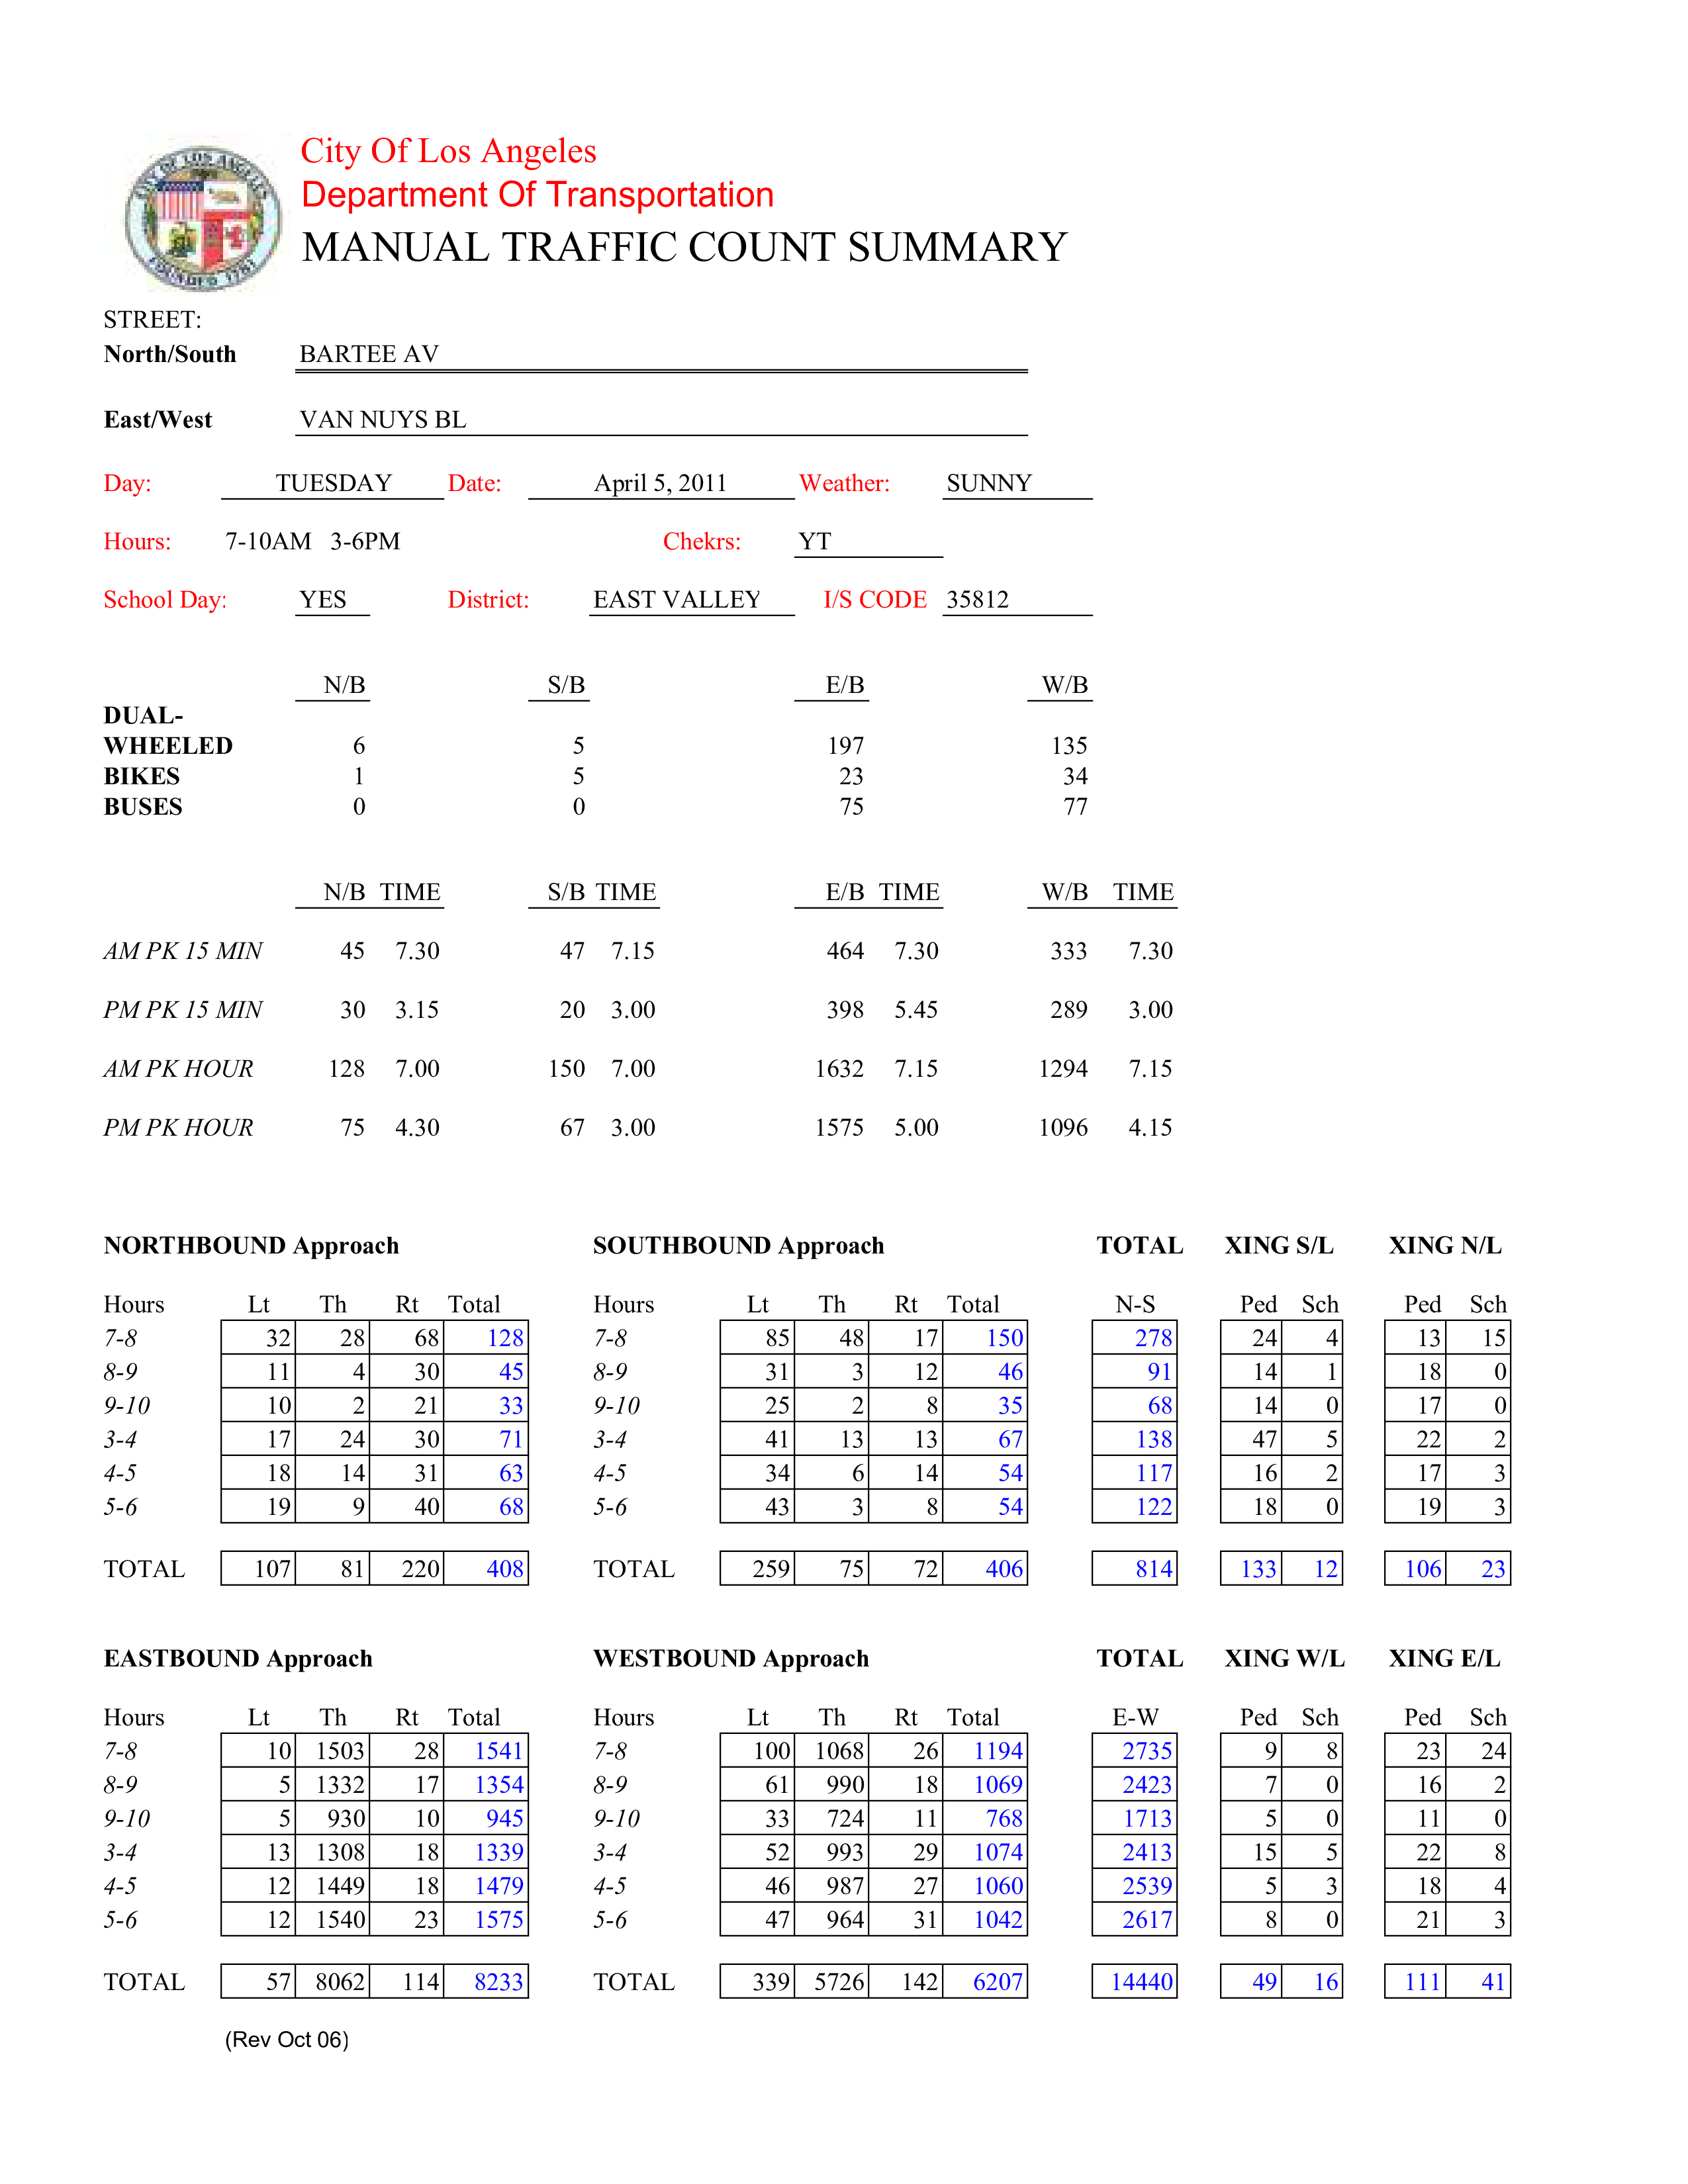 City Of Los Angeles
Department Of Transportation
MANUAL TRAFFIC COUNT SUMMARY
CITY OF LOS ANGELES
FOUNDED 1781
STREET:
North/South BARTEE AV
East/West VAN NUYS BL
Day: TUESDAY Date: April 5, 2011 Weather: SUNNY
Hours: 7-10AM 3-6PM Chekrs: YT
School Day: YES District: EAST VALLEY I/S CODE 35812
N/B S/B E/B W/B
DUAL-
WHEELED 6 5 197 135
BIKES 1 5 23 34
BUSES 0 0 75 77
N/B TIME S/B TIME E/B TIME W/B TIME
AM PK 15 MIN 45 7.30 47 7.15 464 7.30 333 7.30
PM PK 15 MIN 30 3.15 20 3.00 398 5.45 289 3.00
AM PK HOUR 128 7.00 150 7.00 1632 7.15 1294 7.15
PM PK HOUR 75 4.30 67 3.00 1575 5.00 1096 4.15
NORTHBOUND Approach SOUTHBOUND Approach TOTAL XING S/L XING N/L
Hours Lt Th Rt Total Hours Lt Th Rt Total N-S Ped Sch Ped Sch
7-8 32 28 68 128 7-8 85 48 17 150 278 24 4 13 15
8-9 11 4 30 45 8-9 31 3 12 46 91 14 1 18 0
9-10 10 2 21 33 9-10 25 2 8 35 68 14 0 17 0
3-4 17 24 30 71 3-4 41 13 13 67 138 47 5 22 2
4-5 18 14 31 63 4-5 34 6 14 54 117 16 2 17 3
5-6 19 9 40 68 5-6 43 3 8 54 122 18 0 19 3
TOTAL 107 81 220 408 TOTAL 259 75 72 406 814 133 12 106 23
EASTBOUND Approach WESTBOUND Approach TOTAL XING W/L XING E/L
Hours Lt Th Rt Total Hours Lt Th Rt Total E-W Ped Sch Ped Sch
7-8 10 1503 28 1541 7-8 100 1068 26 1194 2735 9 8 23 24
8-9 5 1332 17 1354 8-9 61 990 18 1069 2423 7 0 16 2
9-10 5 930 10 945 9-10 33 724 11 768 1713 5 0 11 0
3-4 13 1308 18 1339 3-4 52 993 29 1074 2413 15 5 22 8
4-5 12 1449 18 1479 4-5 46 987 27 1060 2539 5 3 18 4
5-6 12 1540 23 1575 5-6 47 964 31 1042 2617 8 0 21 3
TOTAL 57 8062 114 8233 TOTAL 339 5726 142 6207 14440 49 16 111 41
(Rev Oct 06)